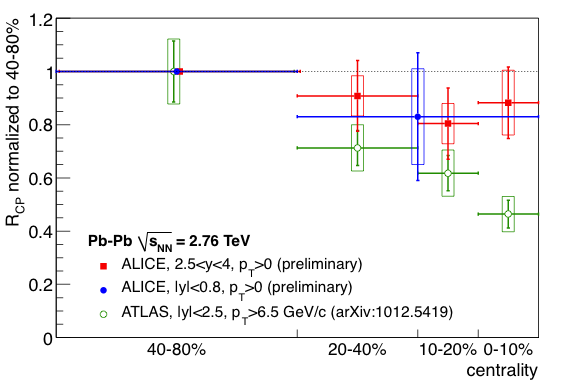 R_CP normalized to 40-80%
1.2
1
0.8
0.6
0.4
0.2
0
Pb-Pb √s_NN = 2.76 TeV
ALICE, 2.5<y<4, p_T>0 (preliminary)
ALICE, |y|<0.8, p_T>0 (preliminary)
ATLAS, |y|<2.5, p_T>6.5 GeV/c (arXiv:1012.5419)
40-80% 20-40% 10-20% 0-10%
centrality